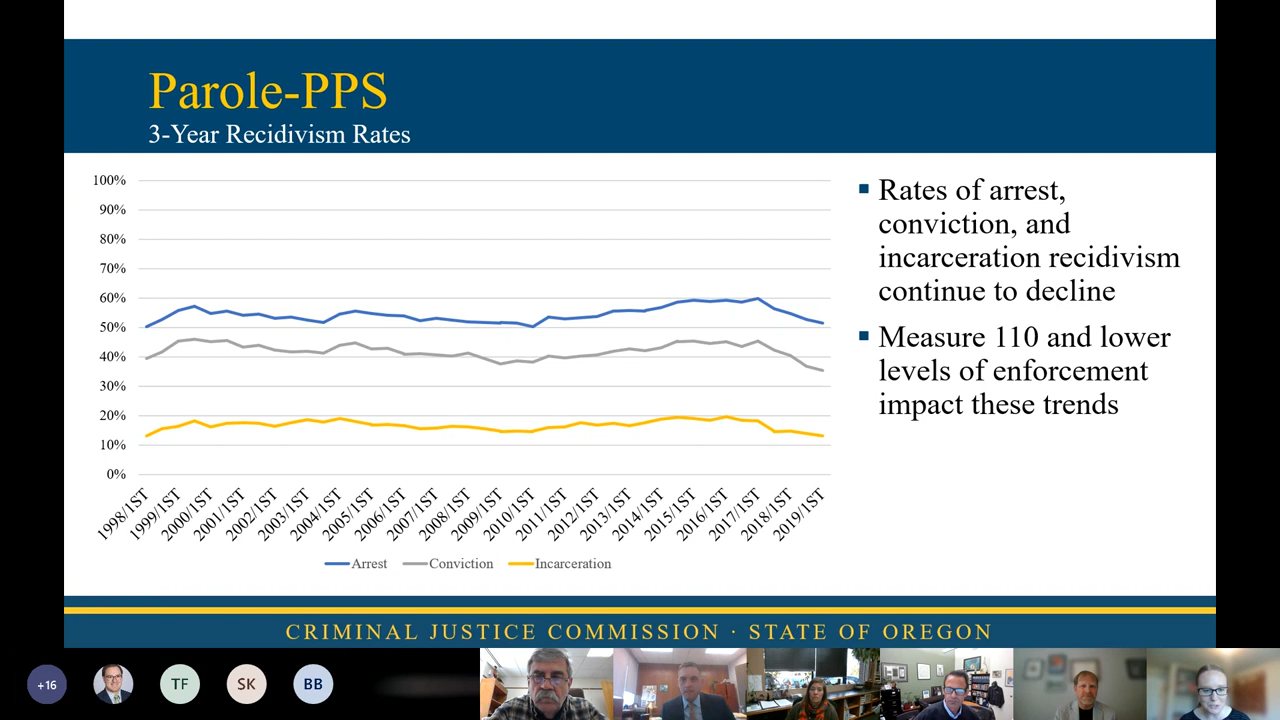 Parole-PPS
3-Year Recidivism Rates
100%
90%
80%
70%
60%
50%
40%
30%
20%
10%
0%
1998/1ST
1999/1ST
2000/1ST
2001/1ST
2002/1ST
2003/1ST
2004/1ST
2005/1ST
2006/1ST
2007/1ST
2008/1ST
2009/1ST
2010/1ST
2011/1ST
2012/1ST
2013/1ST
2014/1ST
2015/1ST
2016/1ST
2017/1ST
2018/1ST
2019/1ST
Arrest Conviction Incarceration
▪ Rates of arrest,
conviction, and
incarceration recidivism
continue to decline
▪ Measure 110 and lower
levels of enforcement
impact these trends
CRIMINAL JUSTICE COMMISSION · STATE OF OREGON
+16 TF SK BB